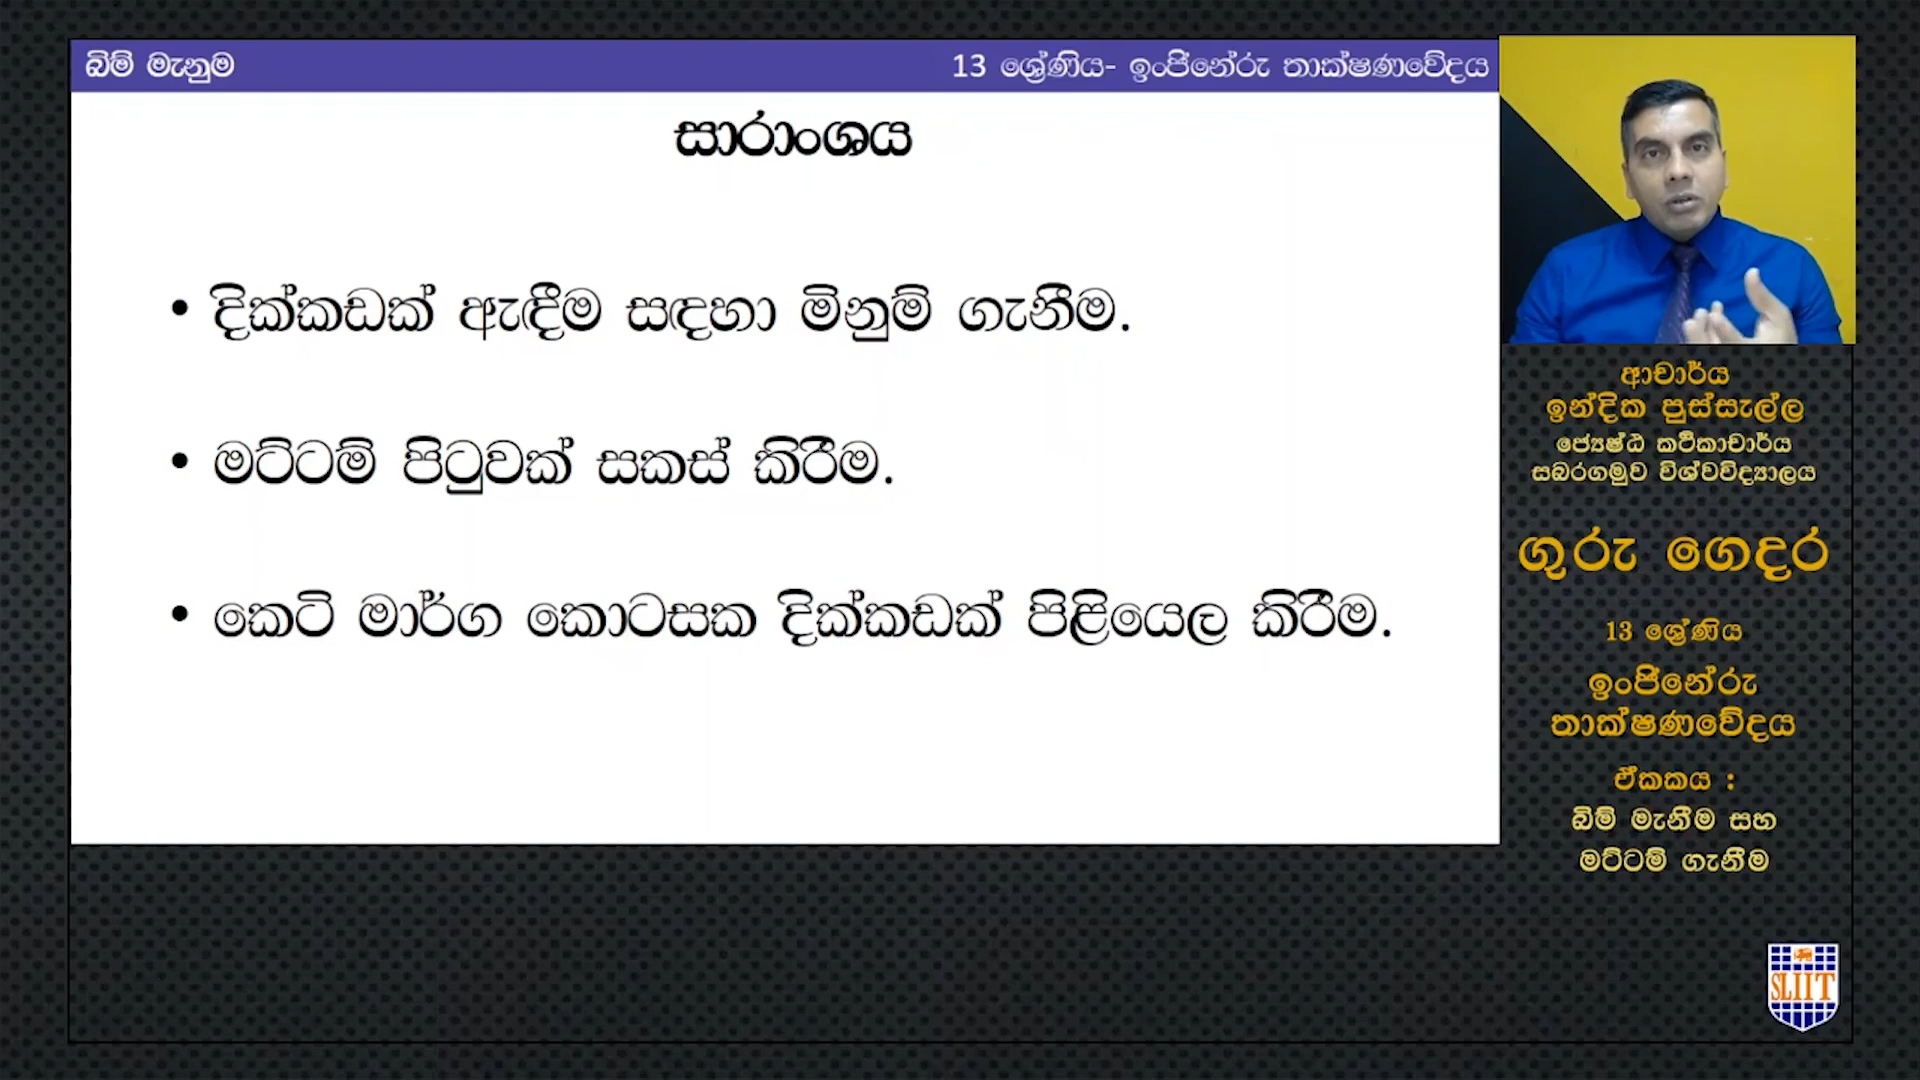 බිම් මැනුම
13 ශ්‍රේණිය- ඉංජිනේරු තාක්ෂණවේදය
සාරාංශය
• දික්කඩක් ඇඳීම සඳහා මිනුම් ගැනීම.
• මට්ටම් පිටුවක් සකස් කිරීම.
• කෙටි මාර්ග කොටසක දික්කඩක් පිළියෙල කිරීම.
ආචාර්ය
ඉන්දික පුස්සැල්ල
ජ්‍යෙෂ්ඨ කථිකාචාර්ය
සබරගමුව විශ්වවිද්‍යාලය
ගුරු ගෙදර
13 ශ්‍රේණිය
ඉංජිනේරු
තාක්ෂණවේදය
ඒකකය :
බිම් මැනීම සහ
මට්ටම් ගැනීම
SLIIT